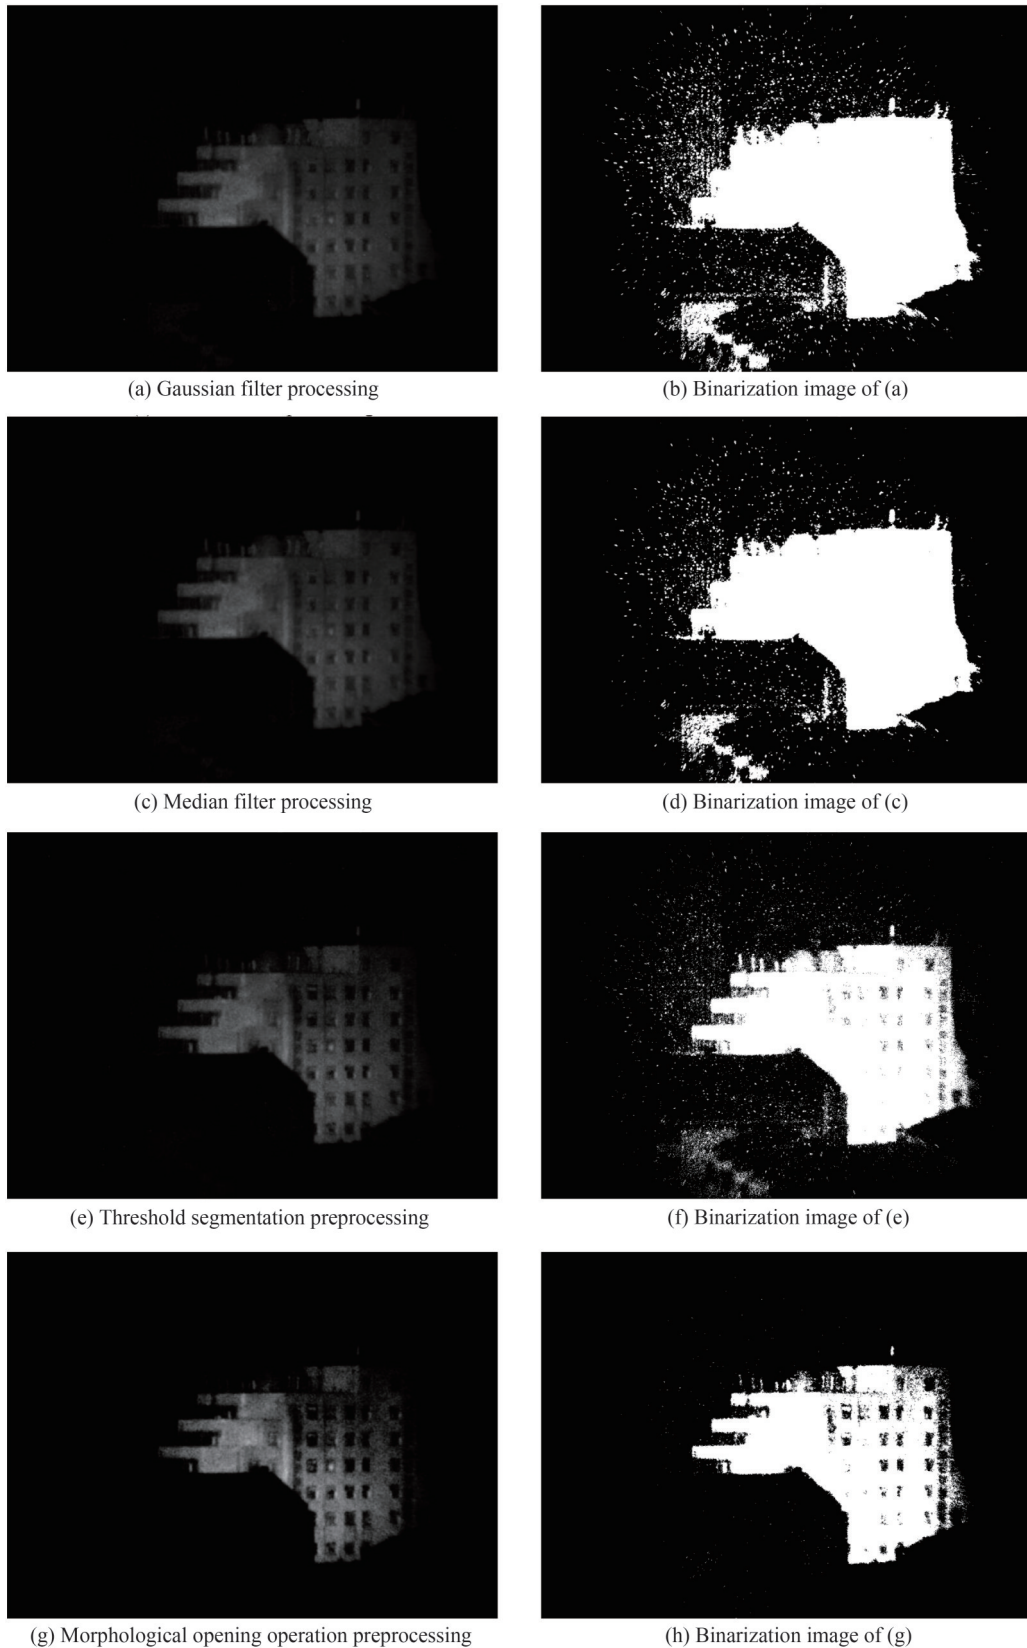 (a) Gaussian filter processing
(b) Binarization image of (a)
(c) Median filter processing
(d) Binarization image of (c)
(e) Threshold segmentation preprocessing
(f) Binarization image of (e)
(g) Morphological opening operation preprocessing
(h) Binarization image of (g)